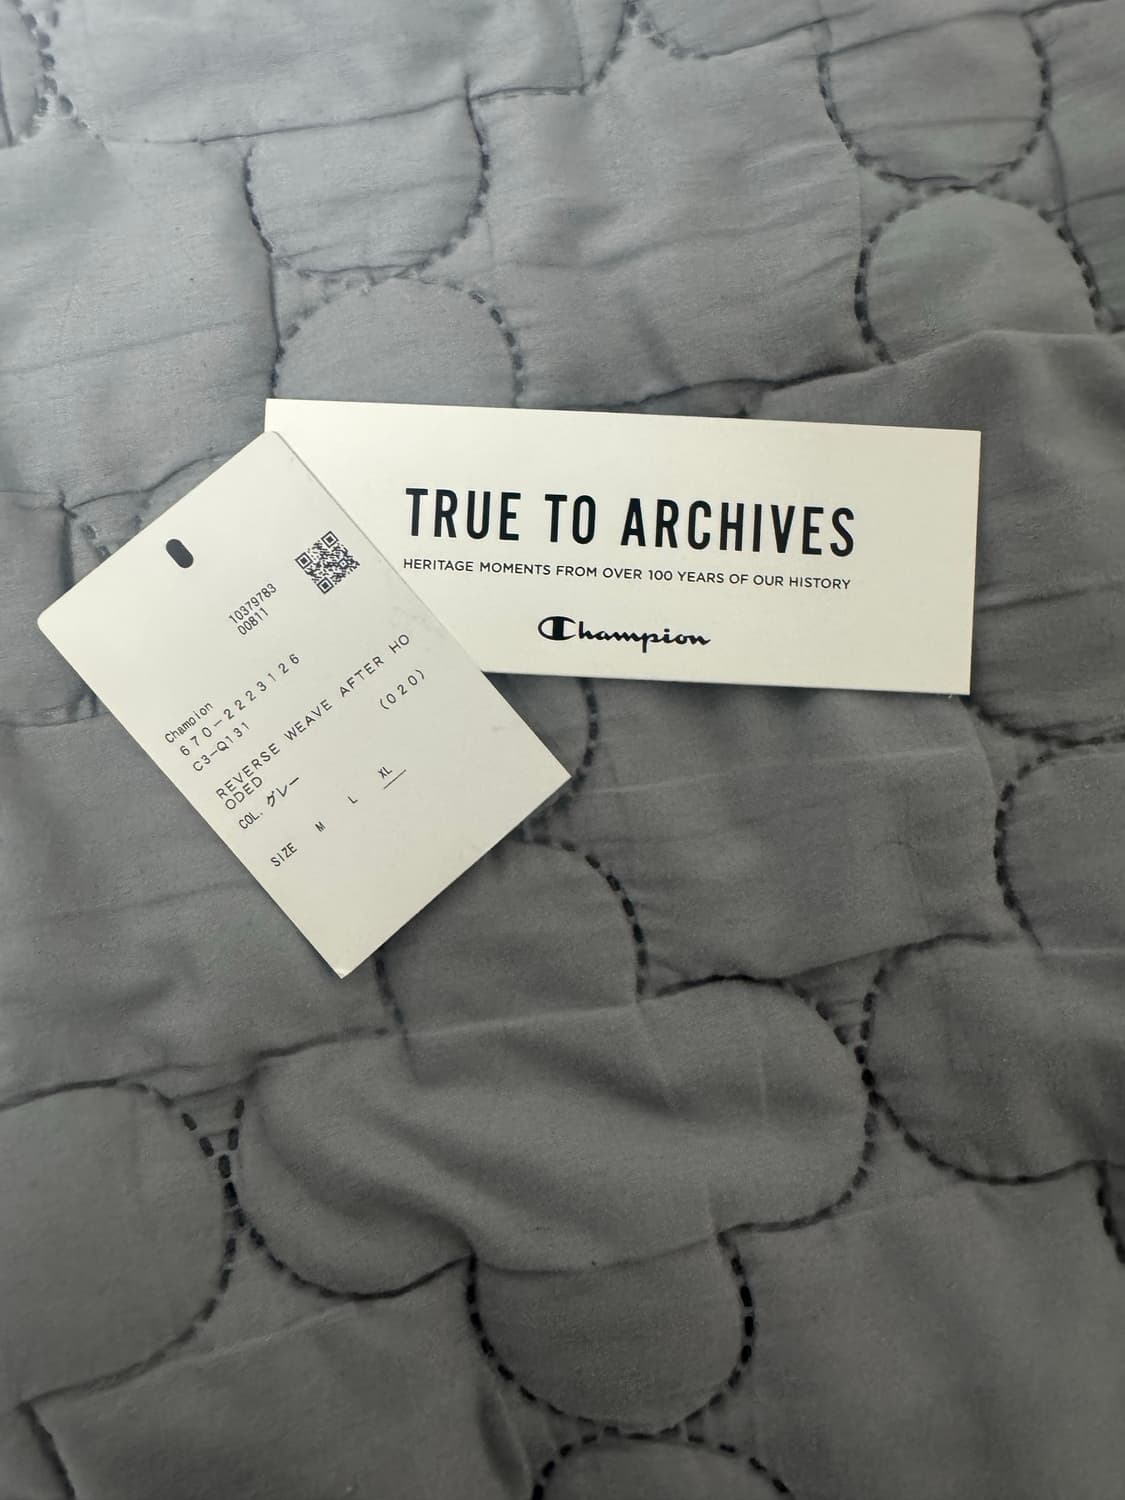 TRUE TO ARCHIVES
HERITAGE MOMENTS FROM OVER 100 YEARS OF OUR HISTORY
Champion
10379783
00811
Champion
670-2223126
C3-Q131
REVERSE WEAVE AFTER HO
ODED (020)
COL. グレー
SIZE M L XL